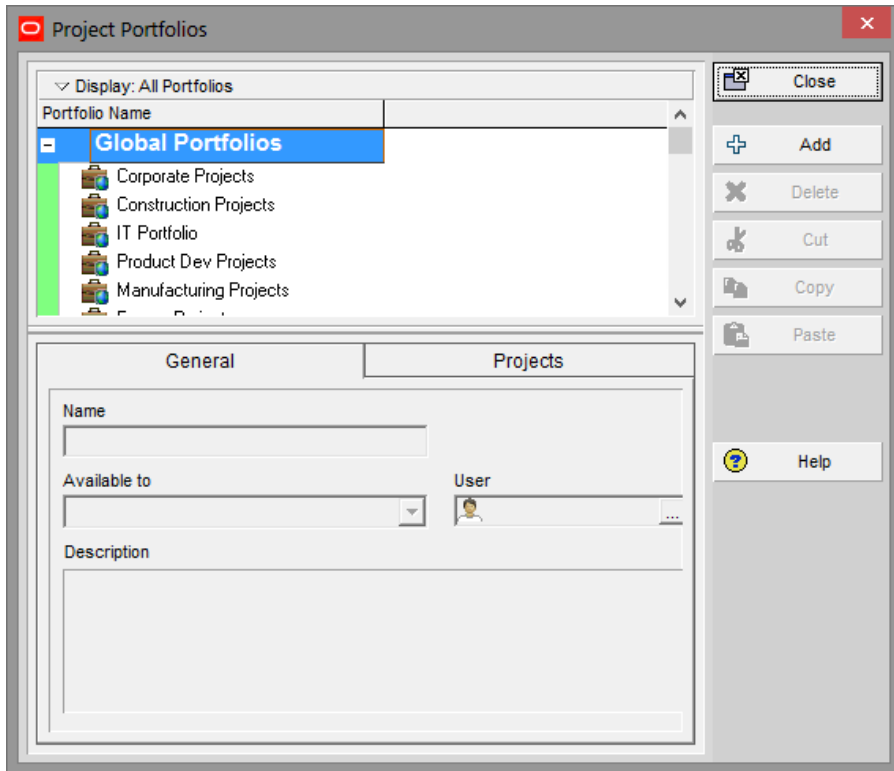 Project Portfolios
Display: All Portfolios
Portfolio Name
Global Portfolios
Corporate Projects
Construction Projects
IT Portfolio
Product Dev Projects
Manufacturing Projects
General
Projects
Name
Available to
User
...
Description
Close
Add
Delete
Cut
Copy
Paste
Help